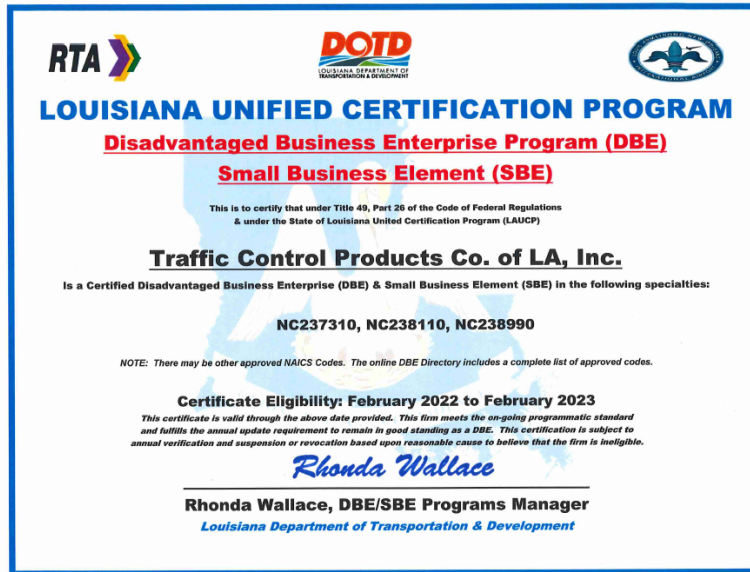 RTA
DOTD
LOUISIANA DEPARTMENT OF
TRANSPORTATION & DEVELOPMENT
LOUISIANA UNIFIED CERTIFICATION PROGRAM
Disadvantaged Business Enterprise Program (DBE)
Small Business Element (SBE)
This is to certify that under Title 49, Part 26 of the Code of Federal Regulations
& under the State of Louisiana United Certification Program (LAUCP)
Traffic Control Products Co. of LA, Inc.
Is a Certified Disadvantaged Business Enterprise (DBE) & Small Business Element (SBE) in the following specialties:
NC237310, NC238110, NC238990
NOTE: There may be other approved NAICS Codes. The online DBE Directory includes a complete list of approved codes.
Certificate Eligibility: February 2022 to February 2023
This certificate is valid through the above date provided. This firm meets the on-going programmatic standard
and fulfills the annual update requirement to remain in good standing as a DBE. This certification is subject to
annual verification and suspension or revocation based upon reasonable cause to believe that the firm is ineligible.
Rhonda Wallace
Rhonda Wallace, DBE/SBE Programs Manager
Louisiana Department of Transportation & Development